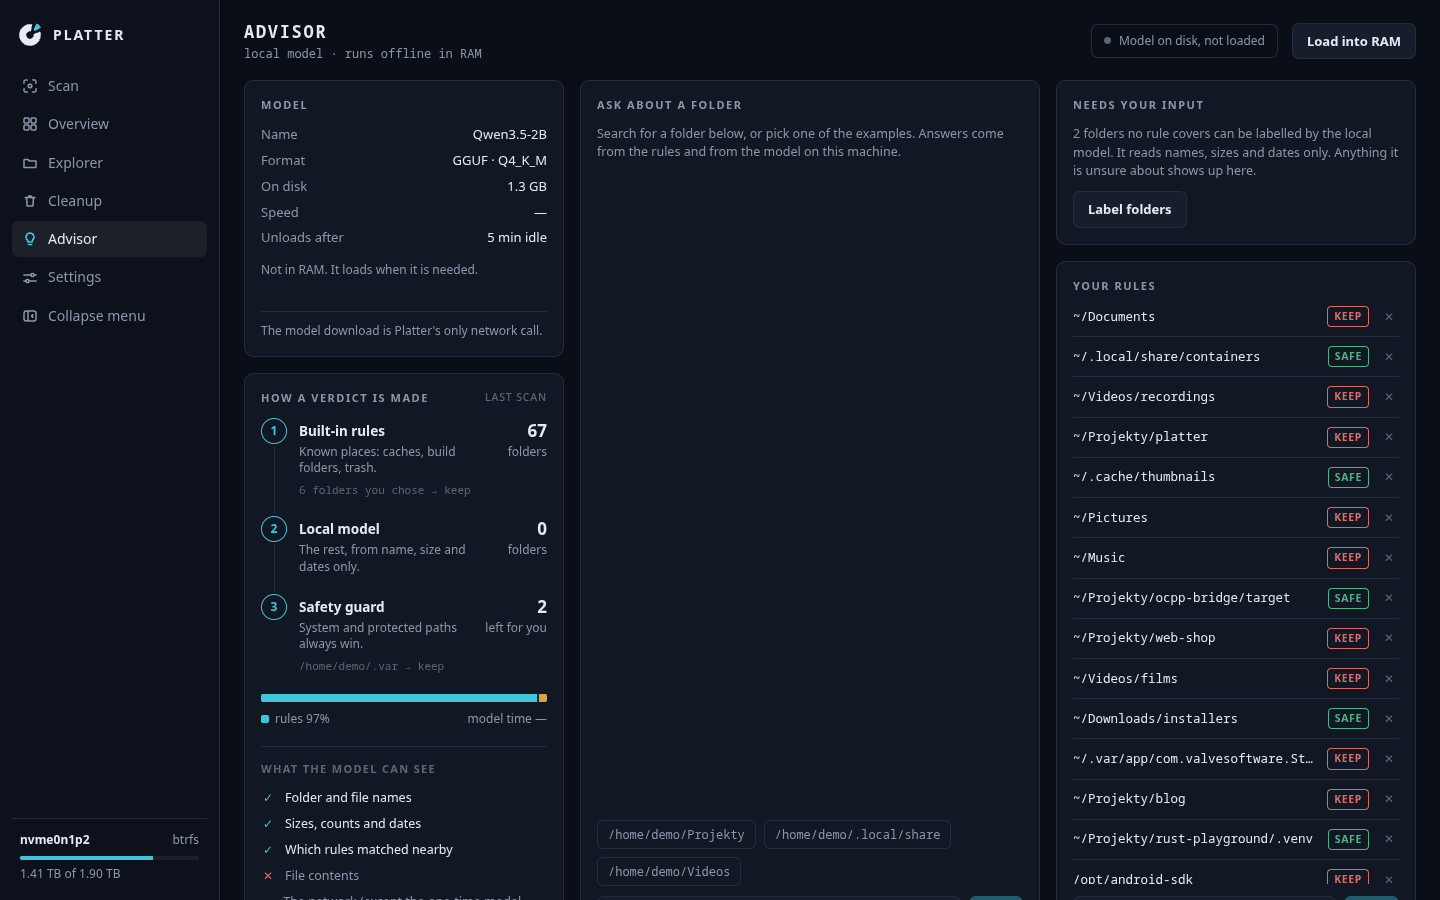 PLATTER
Scan
Overview
Explorer
Cleanup
Advisor
Settings
Collapse menu
nvme0n1p2 btrfs
1.41 TB of 1.90 TB
ADVISOR
local model · runs offline in RAM
Model on disk, not loaded
Load into RAM
MODEL
Name Qwen3.5-2B
Format GGUF · Q4_K_M
On disk 1.3 GB
Speed —
Unloads after 5 min idle
Not in RAM. It loads when it is needed.
The model download is Platter's only network call.
HOW A VERDICT IS MADE LAST SCAN
1 Built-in rules 67
Known places: caches, build folders
folders, trash.
6 folders you chose → keep
2 Local model 0
The rest, from name, size and folders
dates only.
3 Safety guard 2
System and protected paths left for you
always win.
/home/demo/.var → keep
rules 97% model time —
WHAT THE MODEL CAN SEE
✓ Folder and file names
✓ Sizes, counts and dates
✓ Which rules matched nearby
✕ File contents
The network (except the one-time model
ASK ABOUT A FOLDER
Search for a folder below, or pick one of the examples. Answers come
from the rules and from the model on this machine.
/home/demo/Projekty /home/demo/.local/share
/home/demo/Videos
NEEDS YOUR INPUT
2 folders no rule covers can be labelled by the local
model. It reads names, sizes and dates only. Anything it
is unsure about shows up here.
Label folders
YOUR RULES
~/Documents KEEP ×
~/.local/share/containers SAFE ×
~/Videos/recordings KEEP ×
~/Projekty/platter KEEP ×
~/.cache/thumbnails SAFE ×
~/Pictures KEEP ×
~/Music KEEP ×
~/Projekty/ocpp-bridge/target SAFE ×
~/Projekty/web-shop KEEP ×
~/Videos/films KEEP ×
~/Downloads/installers SAFE ×
~/.var/app/com.valvesoftware.St… KEEP ×
~/Projekty/blog KEEP ×
~/Projekty/rust-playground/.venv SAFE ×
/opt/android-sdk KEEP ×